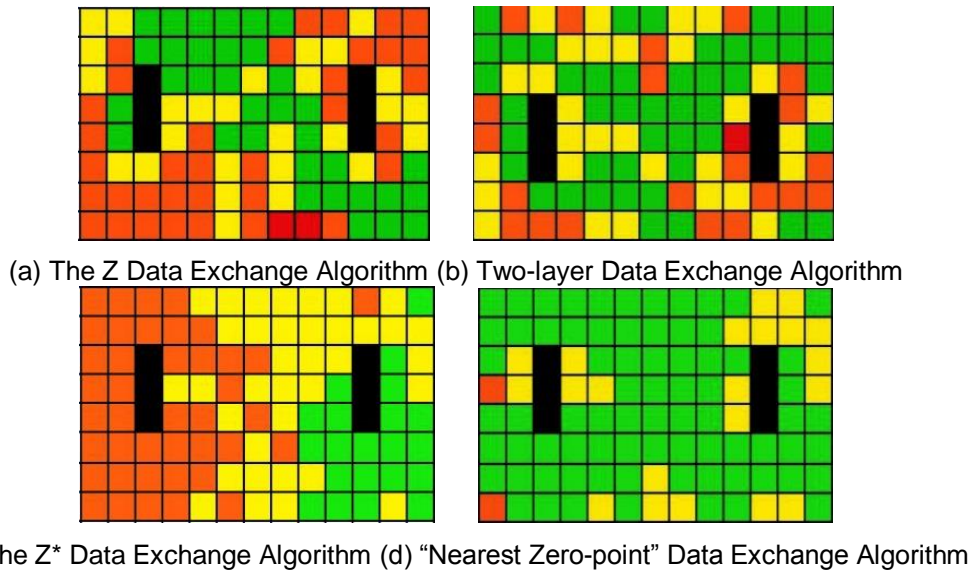 (a) The Z Data Exchange Algorithm (b) Two-layer Data Exchange Algorithm
he Z* Data Exchange Algorithm (d) “Nearest Zero-point” Data Exchange Algorithm